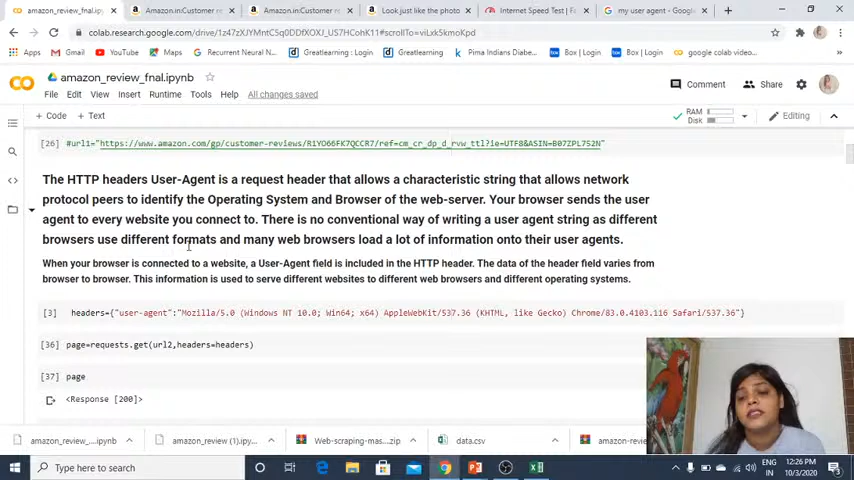 amazon_review_fnal.ipynb
Amazon.in:Customer re
Amazon.in:Customer re
Look just like the photo
Internet Speed Test | Fa
my user agent - Google
colab.research.google.com/drive/1z47zXJYMntC5q0DDfXOXJ_US7HCohK11#scrollTo=viLxk5kmoKpd
Apps
Gmail
YouTube
Maps
Recurrent Neural N...
Greatlearning : Login
Greatlearning
Pima Indians Diabete...
Box | Login
Box | Login
google colab video...
amazon_review_fnal.ipynb
File Edit View Insert Runtime Tools Help All changes saved
Comment
Share
+ Code + Text
RAM
Disk
Editing
[26] #url1="https://www.amazon.com/gp/customer-reviews/R1YO66FK7QCCR7/ref=cm_cr_dp_d_rvw_ttl?ie=UTF8&ASIN=B07ZPL752N"
The HTTP headers User-Agent is a request header that allows a characteristic string that allows network
protocol peers to identify the Operating System and Browser of the web-server. Your browser sends the user
agent to every website you connect to. There is no conventional way of writing a user agent string as different
browsers use different formats and many web browsers load a lot of information onto their user agents.
When your browser is connected to a website, a User-Agent field is included in the HTTP header. The data of the header field varies from
browser to browser. This information is used to serve different websites to different web browsers and different operating systems.
[3] headers={"user-agent":"Mozilla/5.0 (Windows NT 10.0; Win64; x64) AppleWebKit/537.36 (KHTML, like Gecko) Chrome/83.0.4103.116 Safari/537.36"}
[36] page=requests.get(url2,headers=headers)
[37] page
<Response [200]>
amazon_review_....ipynb
amazon_review (1).ipynb
Web-scraping-mas....zip
data.csv
amazon-revie
Type here to search
ENG
IN
12:26 PM
10/3/2020